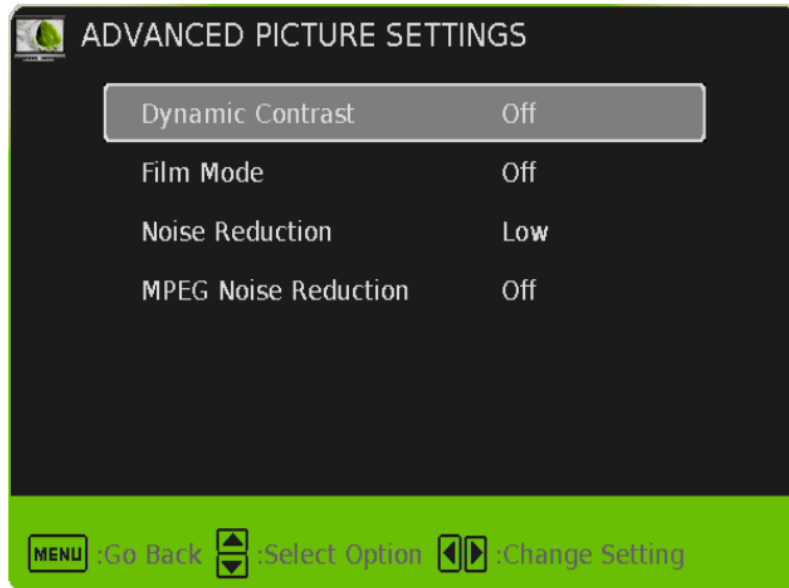 ADVANCED PICTURE SETTINGS
Dynamic Contrast Off
Film Mode Off
Noise Reduction Low
MPEG Noise Reduction Off
MENU :Go Back :Select Option :Change Setting